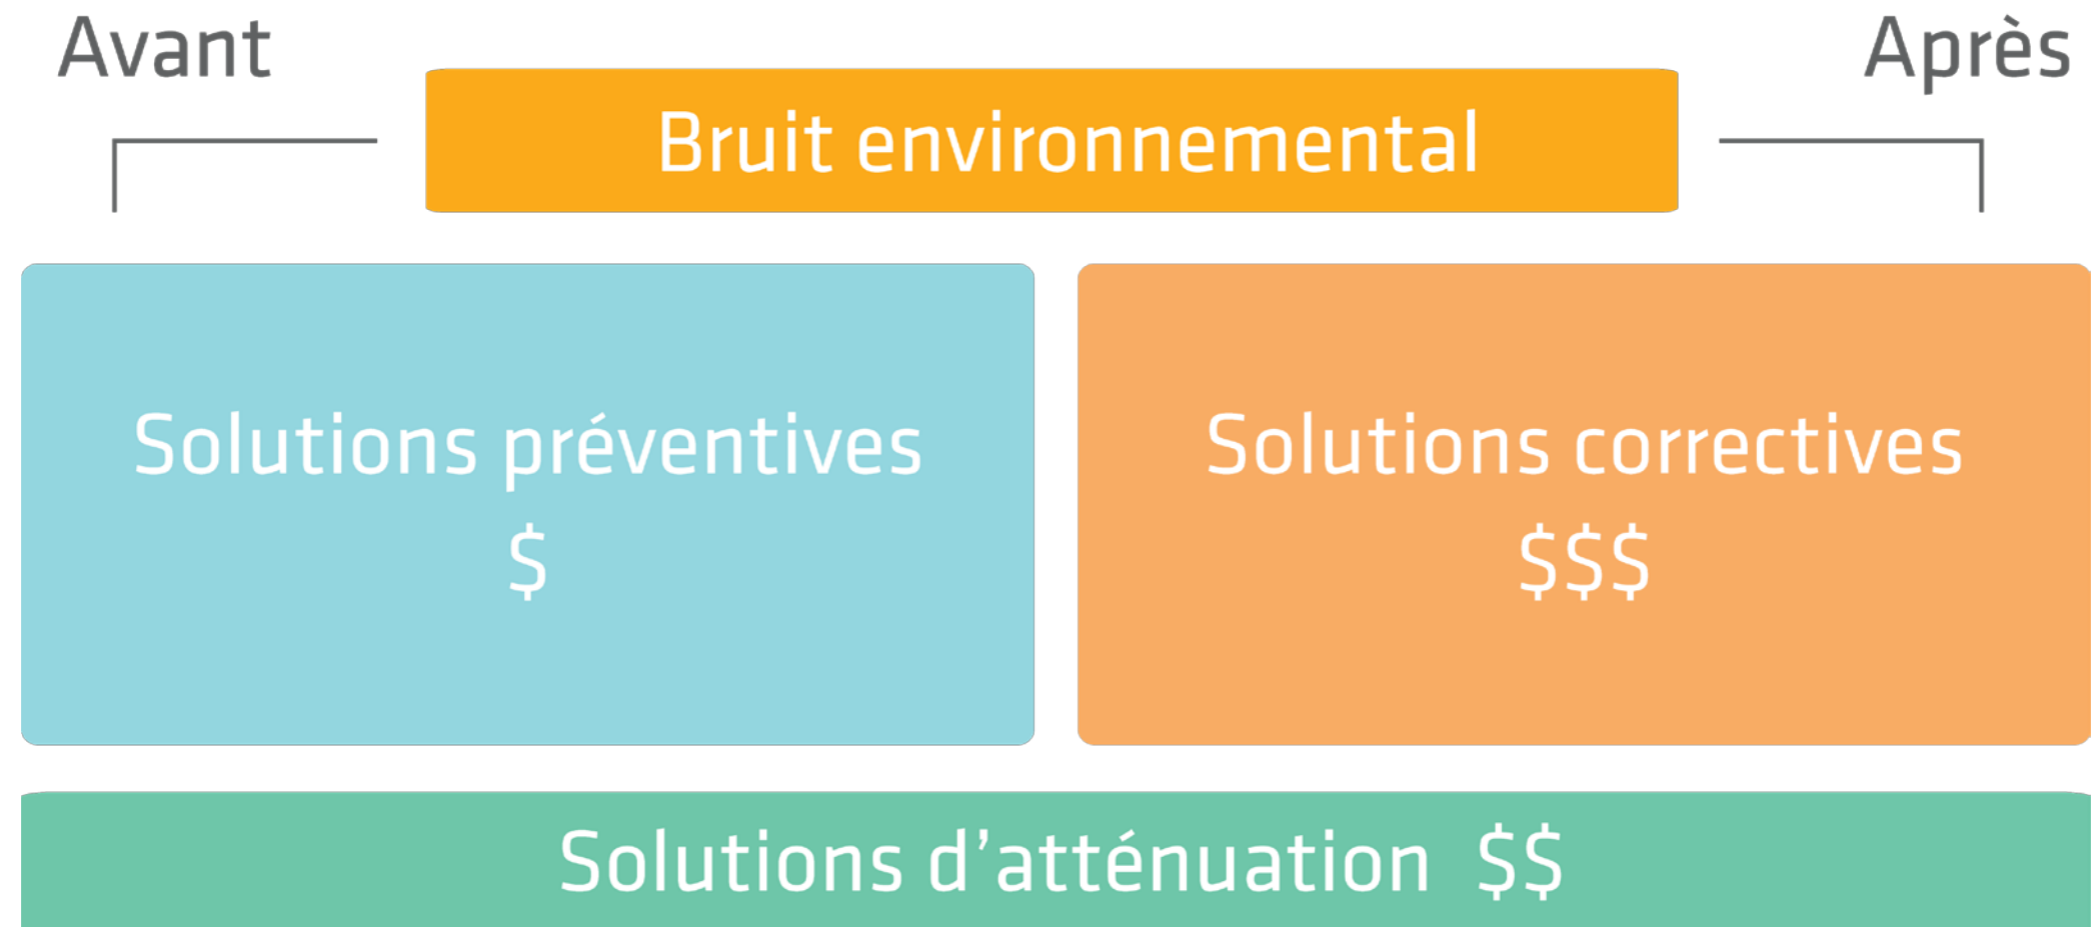 Avant
Après
Bruit environnemental
Solutions préventives
$
Solutions correctives
$$$
Solutions d’atténuation $$